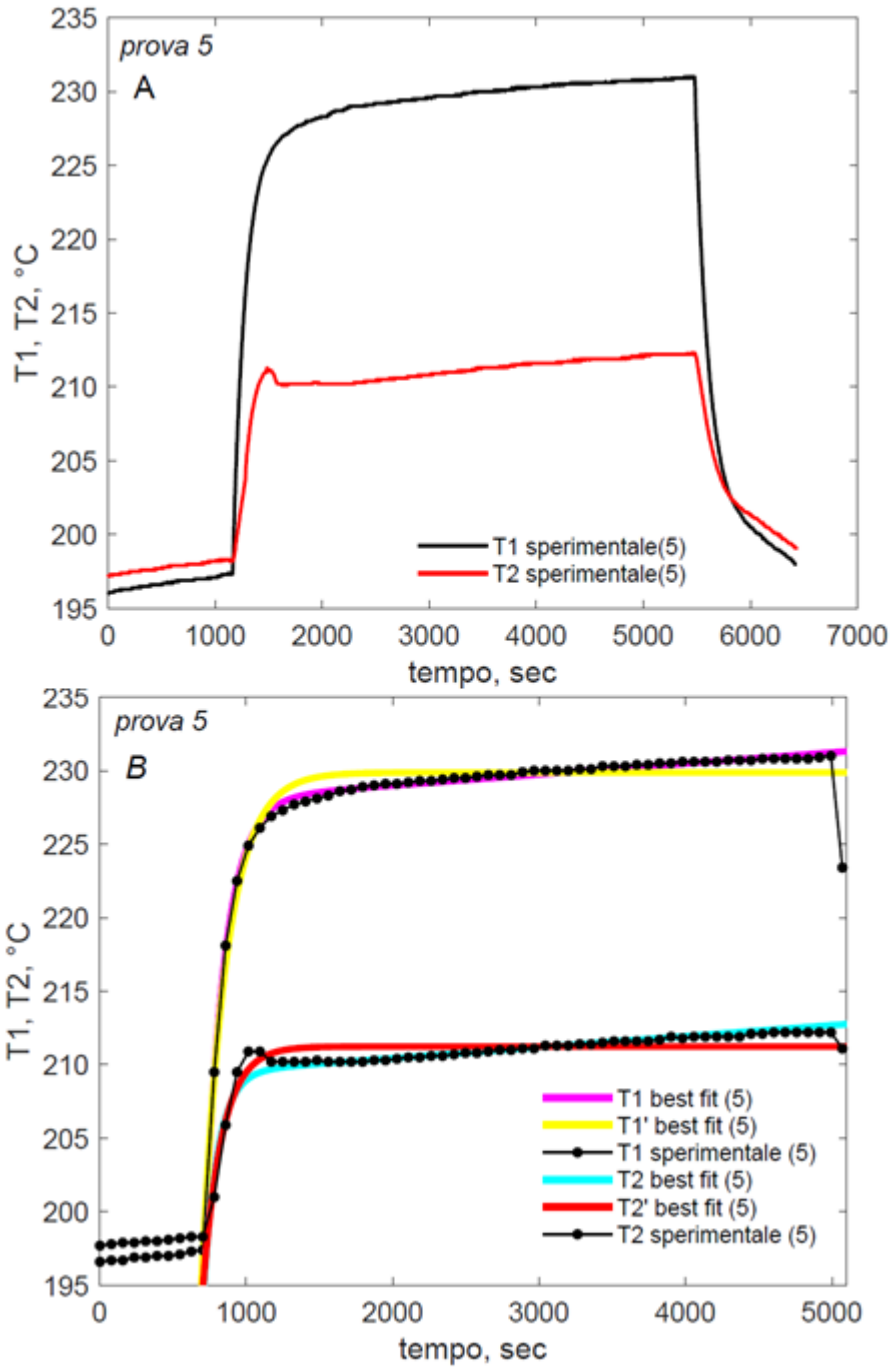 prova 5
A
235
230
225
220
215
210
205
200
195
T1, T2, °C
T1 sperimentale(5)
T2 sperimentale(5)
0 1000 2000 3000 4000 5000 6000 7000
tempo, sec
prova 5
B
235
230
225
220
215
210
205
200
195
T1, T2, °C
T1 best fit (5)
T1' best fit (5)
T1 sperimentale (5)
T2 best fit (5)
T2' best fit (5)
T2 sperimentale (5)
0 1000 2000 3000 4000 5000
tempo, sec